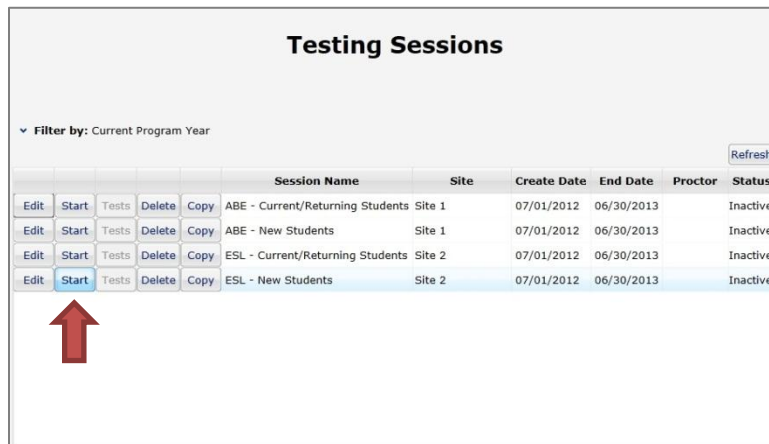 Testing Sessions
Filter by: Current Program Year
Refresh
Session Name Site Create Date End Date Proctor Status
Edit Start Tests Delete Copy ABE - Current/Returning Students Site 1 07/01/2012 06/30/2013 Inactive
Edit Start Tests Delete Copy ABE - New Students Site 1 07/01/2012 06/30/2013 Inactive
Edit Start Tests Delete Copy ESL - Current/Returning Students Site 2 07/01/2012 06/30/2013 Inactive
Edit Start Tests Delete Copy ESL - New Students Site 2 07/01/2012 06/30/2013 Inactive